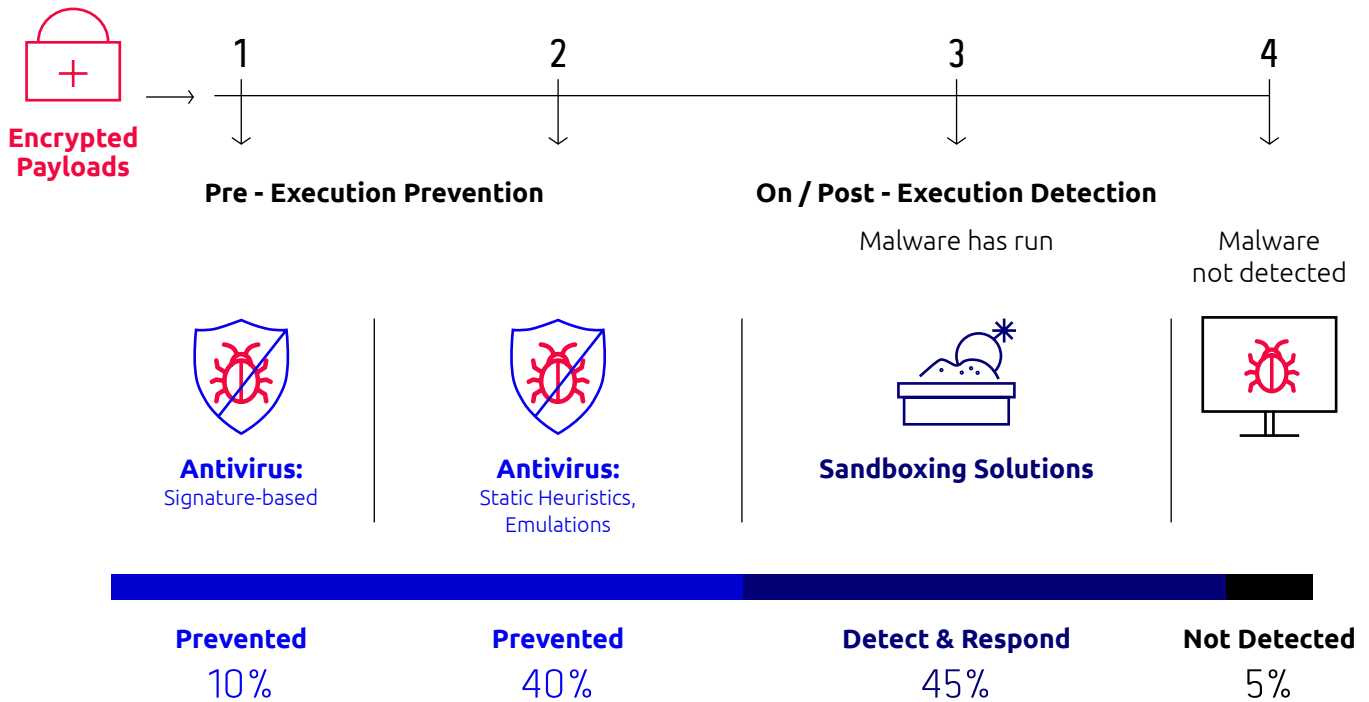 1
2
3
4
Encrypted
Payloads
Pre - Execution Prevention
On / Post - Execution Detection
Malware has run
Malware
not detected
Antivirus:
Signature-based
Antivirus:
Static Heuristics,
Emulations
Sandboxing Solutions
Prevented
10%
Prevented
40%
Detect & Respond
45%
Not Detected
5%